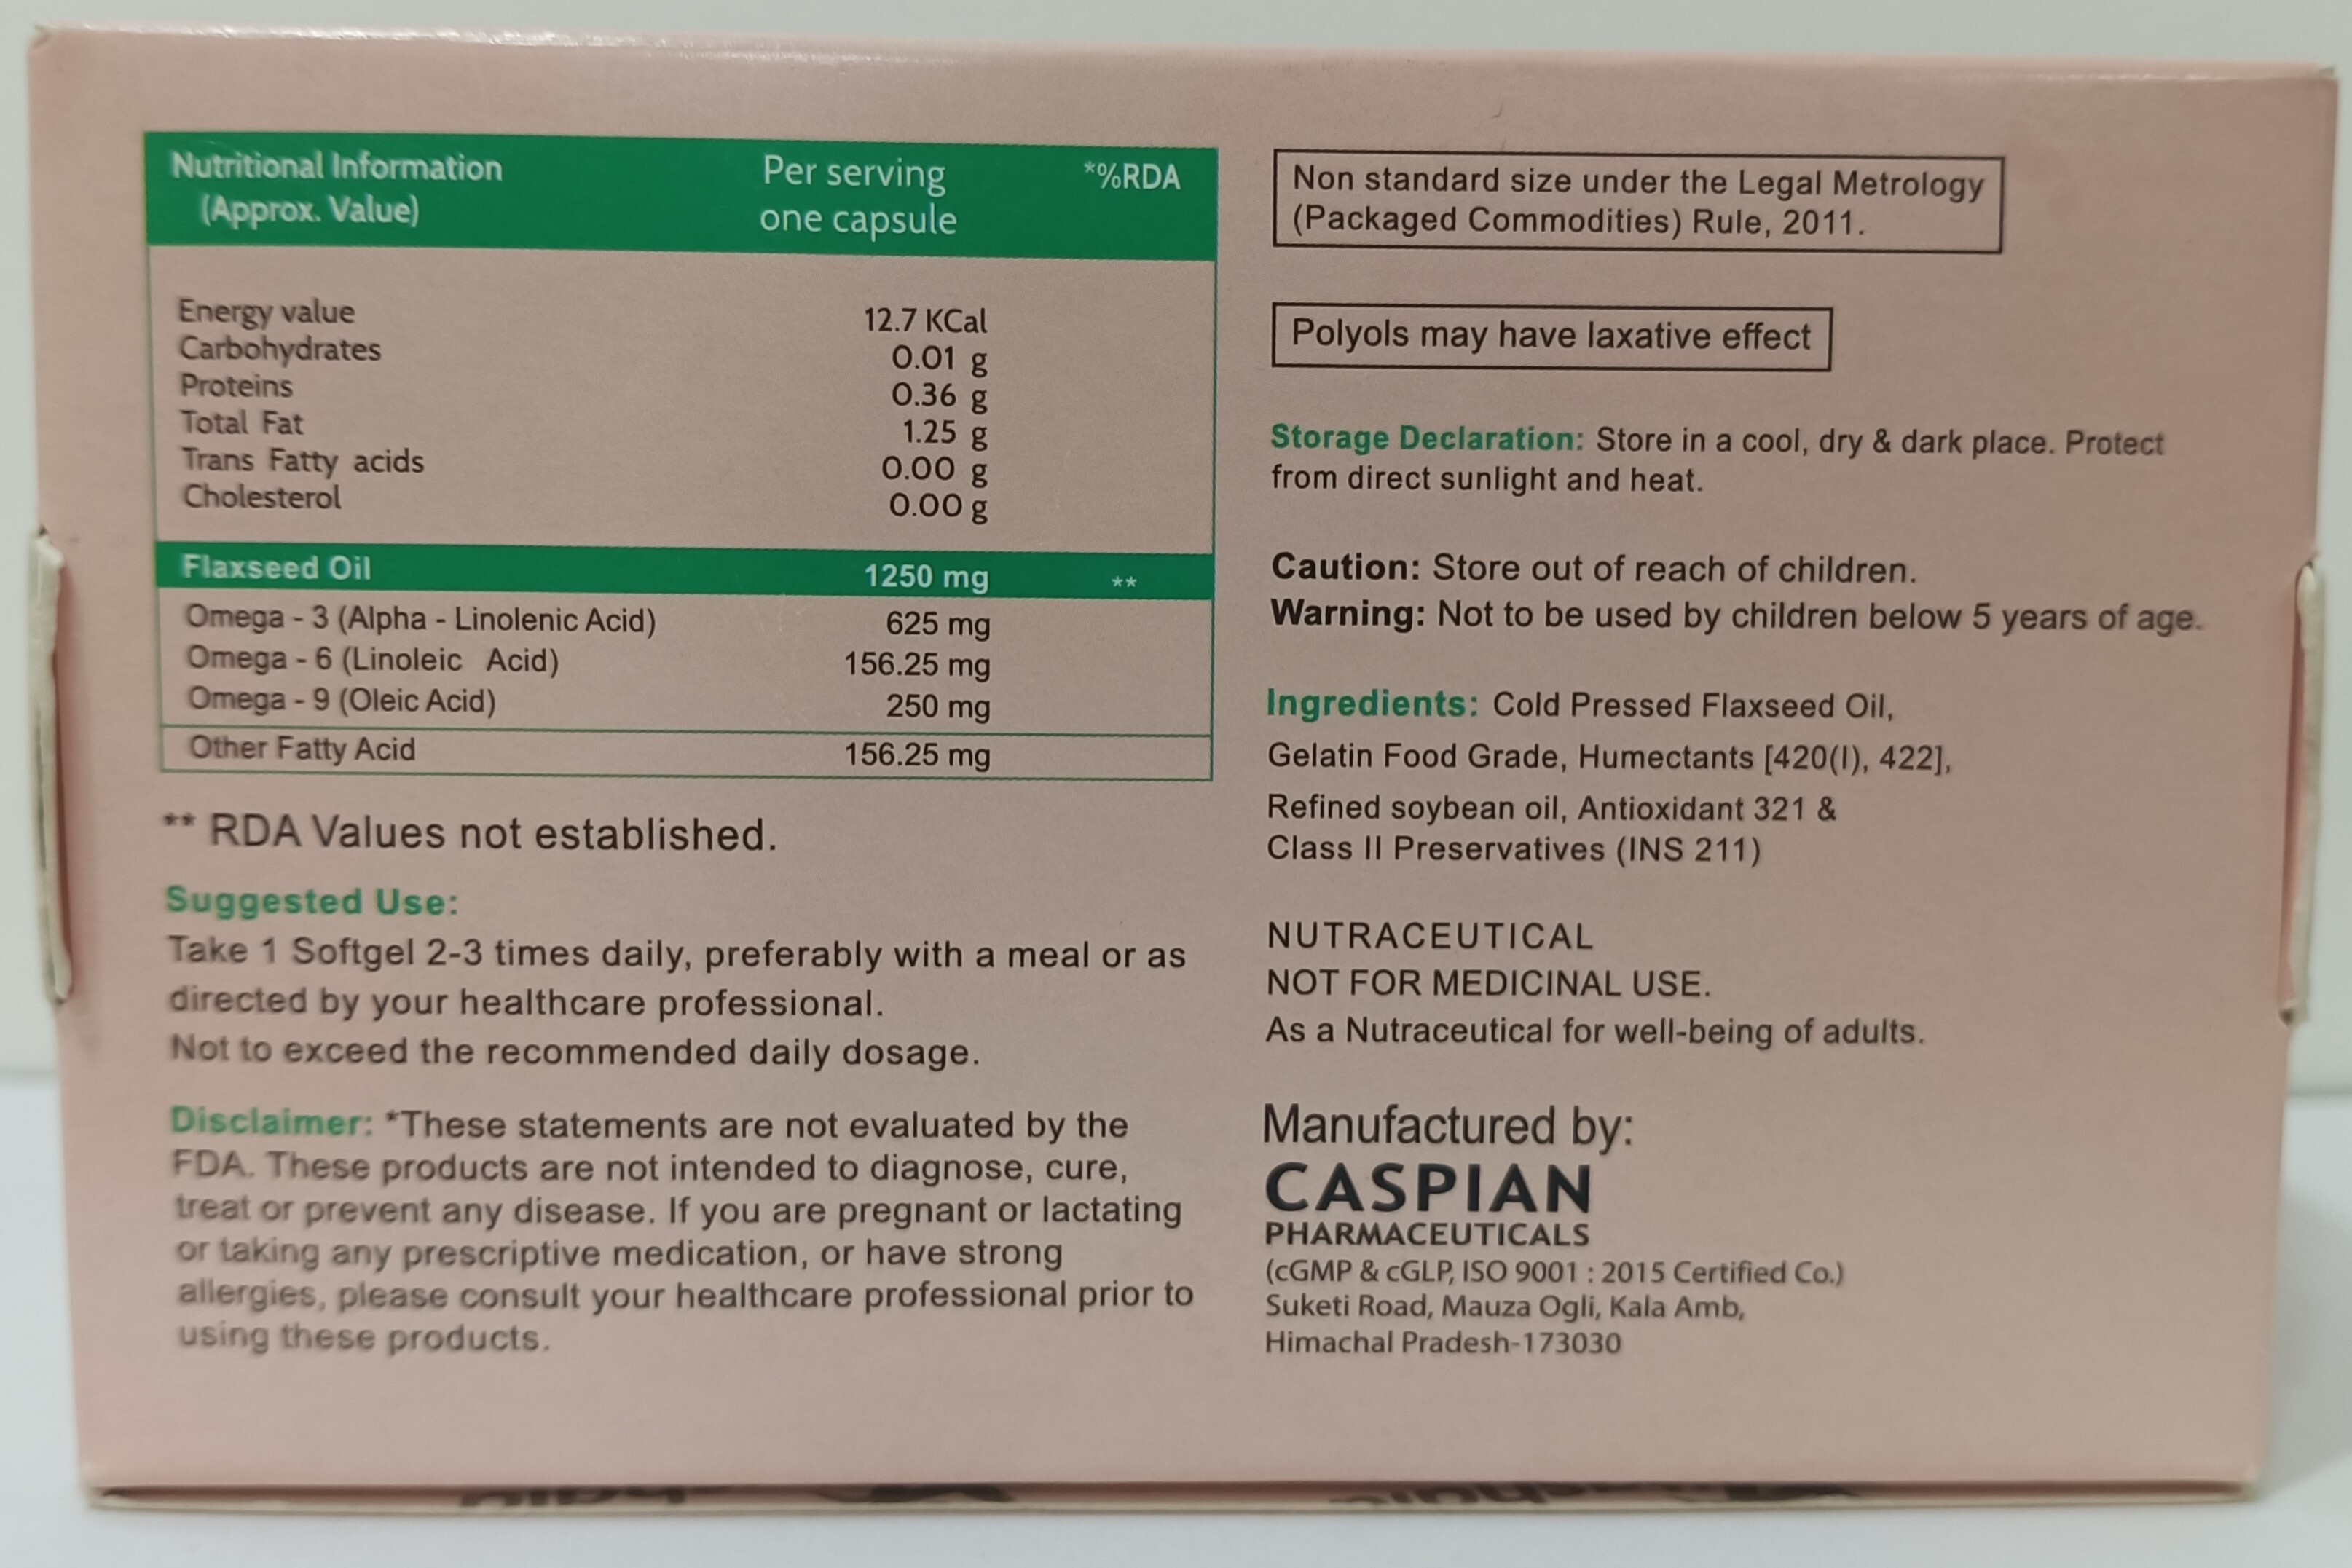 Nutritional Information Per serving *%RDA
(Approx. Value) one capsule
Energy value 12.7 KCal
Carbohydrates 0.01 g
Proteins 0.36 g
Total Fat 1.25 g
Trans Fatty acids 0.00 g
Cholesterol 0.00 g
Flaxseed Oil 1250 mg **
Omega - 3 (Alpha - Linolenic Acid) 625 mg
Omega - 6 (Linoleic Acid) 156.25 mg
Omega - 9 (Oleic Acid) 250 mg
Other Fatty Acid 156.25 mg
** RDA Values not established.
Suggested Use:
Take 1 Softgel 2-3 times daily, preferably with a meal or as
directed by your healthcare professional.
Not to exceed the recommended daily dosage.
Disclaimer: *These statements are not evaluated by the
FDA. These products are not intended to diagnose, cure,
treat or prevent any disease. If you are pregnant or lactating
or taking any prescriptive medication, or have strong
allergies, please consult your healthcare professional prior to
using these products.
Non standard size under the Legal Metrology
(Packaged Commodities) Rule, 2011.
Polyols may have laxative effect
Storage Declaration: Store in a cool, dry & dark place. Protect
from direct sunlight and heat.
Caution: Store out of reach of children.
Warning: Not to be used by children below 5 years of age.
Ingredients: Cold Pressed Flaxseed Oil,
Gelatin Food Grade, Humectants [420(I), 422],
Refined soybean oil, Antioxidant 321 &
Class II Preservatives (INS 211)
NUTRACEUTICAL
NOT FOR MEDICINAL USE.
As a Nutraceutical for well-being of adults.
Manufactured by:
CASPIAN
PHARMACEUTICALS
(cGMP & cGLP, ISO 9001 : 2015 Certified Co.)
Suketi Road, Mauza Ogli, Kala Amb,
Himachal Pradesh-173030